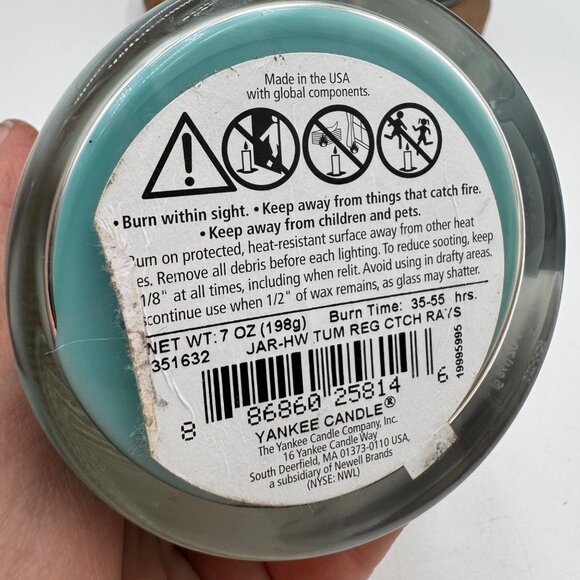 Made in the USA
with global components.
• Burn within sight. • Keep away from things that catch fire.
• Keep away from children and pets.
Burn on protected, heat-resistant surface away from other heat
es. Remove all debris before each lighting. To reduce sooting, keep
1/8" at all times, including when relit. Avoid using in drafty areas.
scontinue use when 1/2" of wax remains, as glass may shatter.
NET WT: 7 OZ (198g) Burn Time: 35-55 hrs.
351632 JAR-HW TUM REG CTCH RAYS
19995995
8 86860 25814 6
YANKEE CANDLE®
The Yankee Candle Company, Inc.
16 Yankee Candle Way
South Deerfield, MA 01373-0110 USA,
a subsidiary of Newell Brands
(NYSE: NWL)